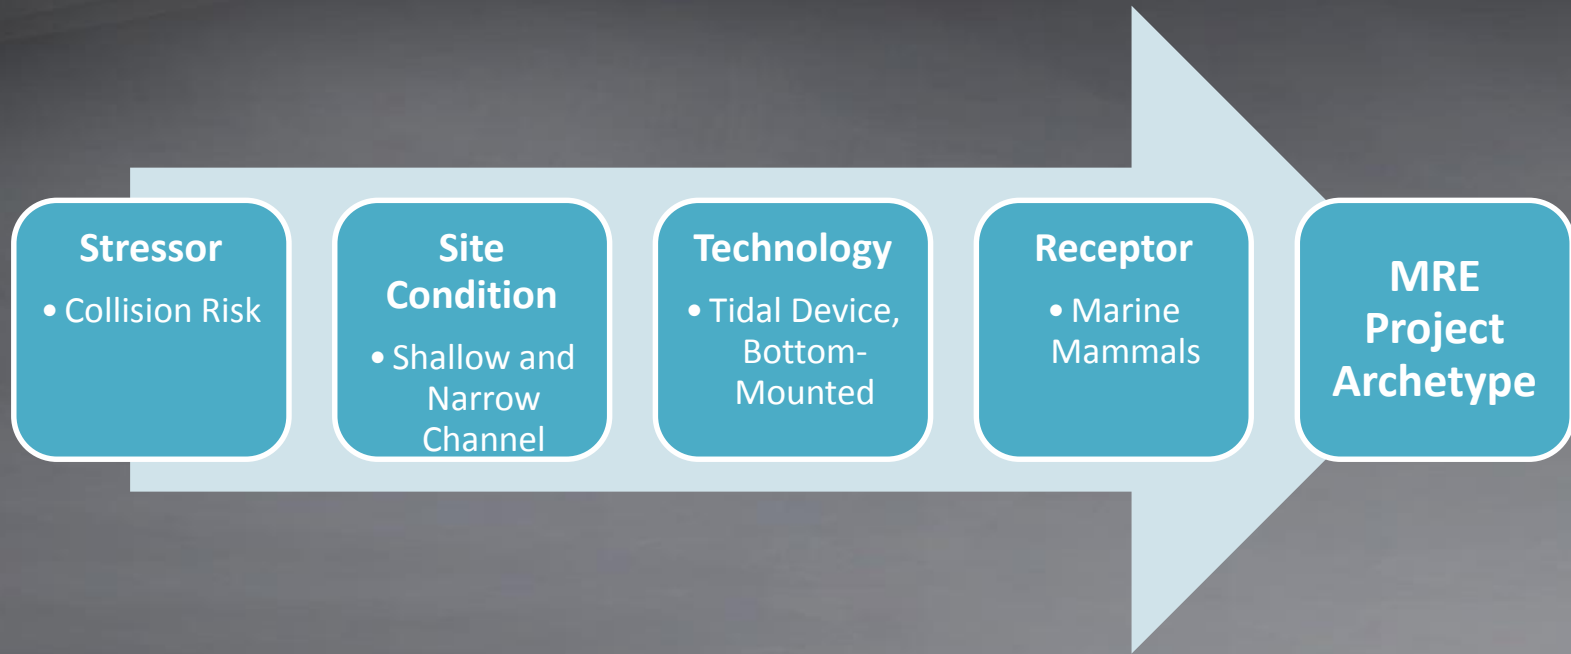 Stressor
• Collision Risk
Site
Condition
• Shallow and
Narrow
Channel
Technology
• Tidal Device,
Bottom-
Mounted
Receptor
• Marine
Mammals
MRE
Project
Archetype